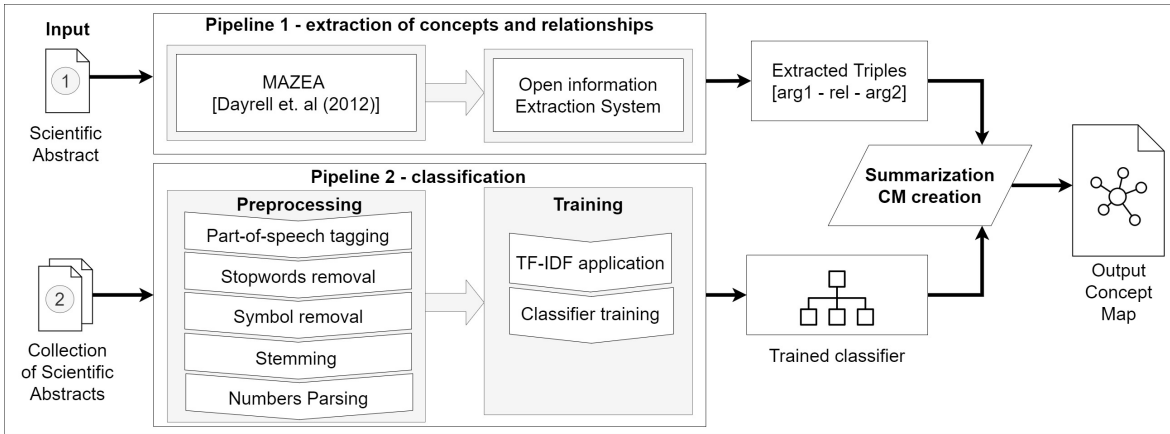 Input
1
Scientific
Abstract
Pipeline 1 - extraction of concepts and relationships
MAZEA
[Dayrell et. al (2012)]
Open information
Extraction System
Extracted Triples
[arg1 - rel - arg2]
2
Collection
of Scientific
Abstracts
Pipeline 2 - classification
Preprocessing
Part-of-speech tagging
Stopwords removal
Symbol removal
Stemming
Numbers Parsing
Training
TF-IDF application
Classifier training
Trained classifier
Summarization
CM creation
Output
Concept
Map